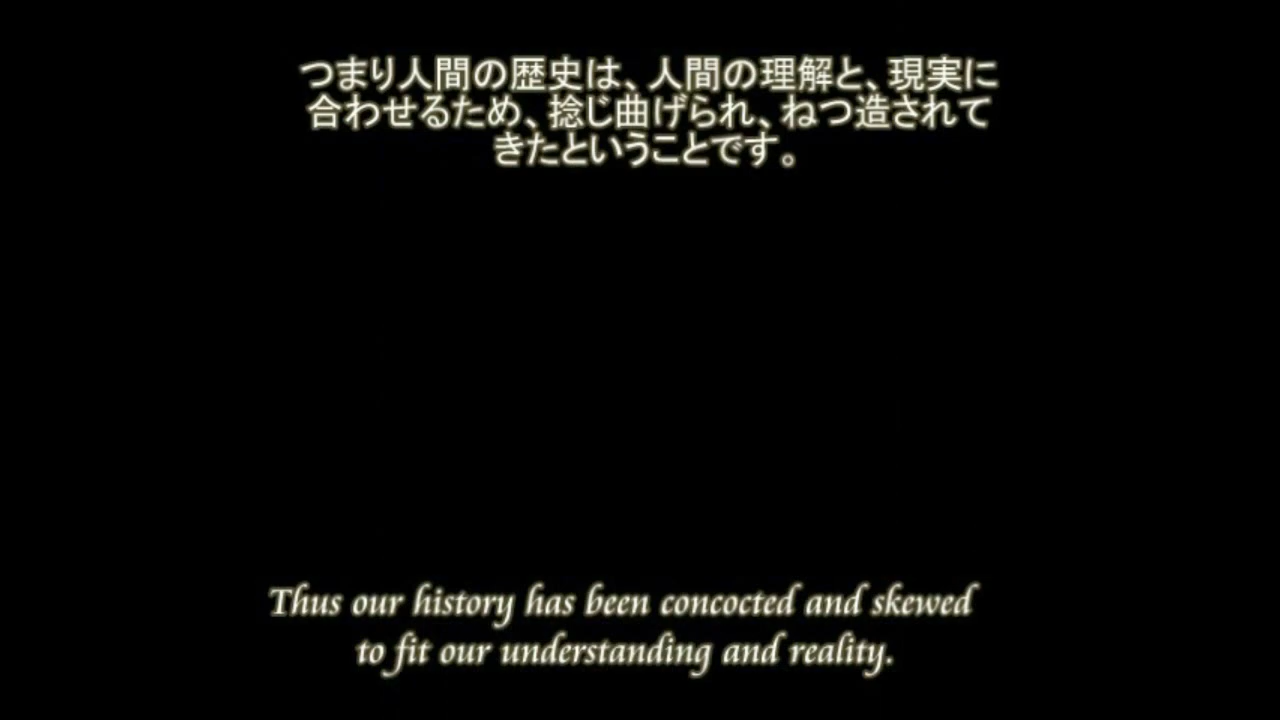 つまり人間の歴史は、人間の理解と、現実に
合わせるため、捻じ曲げられ、ねつ造されて
きたということです。
Thus our history has been concocted and skewed
to fit our understanding and reality.